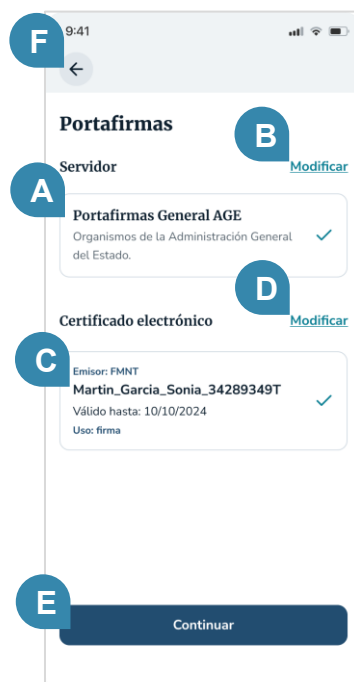 F
9:41
Portafirmas
B
Servidor
Modificar
A
Portafirmas General AGE
Organismos de la Administración General
del Estado.
D
Certificado electrónico
Modificar
C
Emisor: FMNT
Martin_Garcia_Sonia_34289349T
Válido hasta: 10/10/2024
Uso: firma
E
Continuar